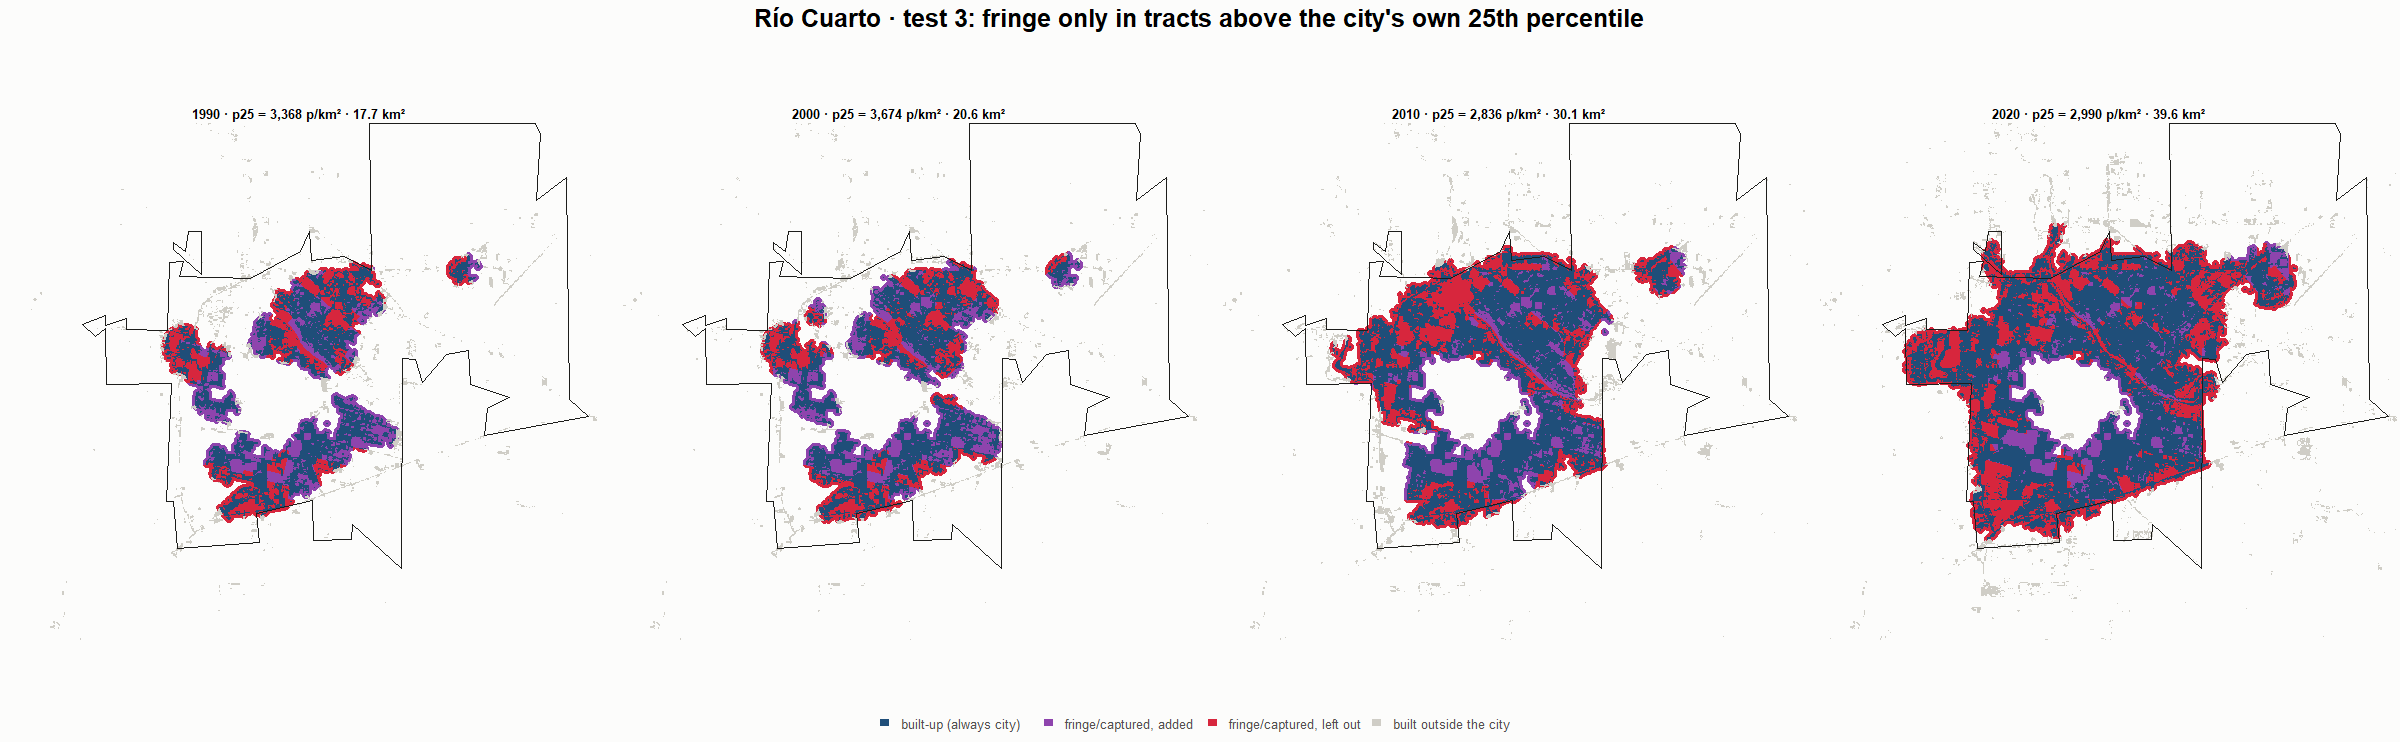 Río Cuarto · test 3: fringe only in tracts above the city's own 25th percentile
1990 · p25 = 3,368 p/km² · 17.7 km²
2000 · p25 = 3,674 p/km² · 20.6 km²
2010 · p25 = 2,836 p/km² · 30.1 km²
2020 · p25 = 2,990 p/km² · 39.6 km²
built-up (always city)
fringe/captured, added
fringe/captured, left out
built outside the city